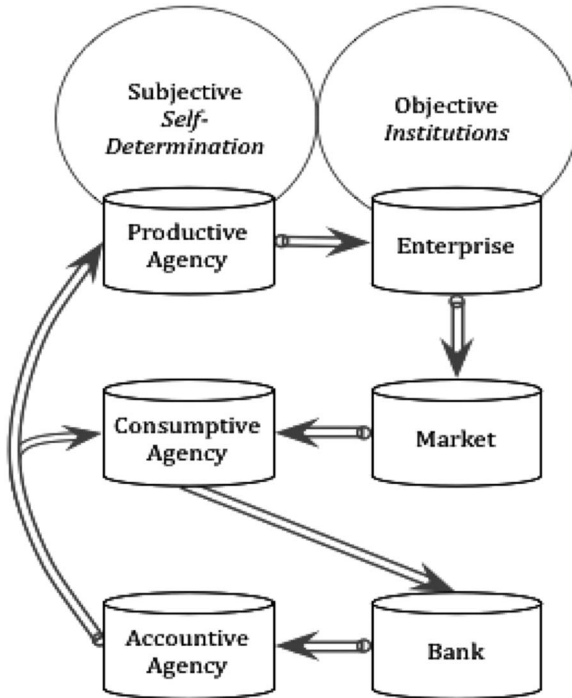 Subjective
Self-
Determination
Objective
Institutions
Productive
Agency
Enterprise
Consumptive
Agency
Market
Accountive
Agency
Bank